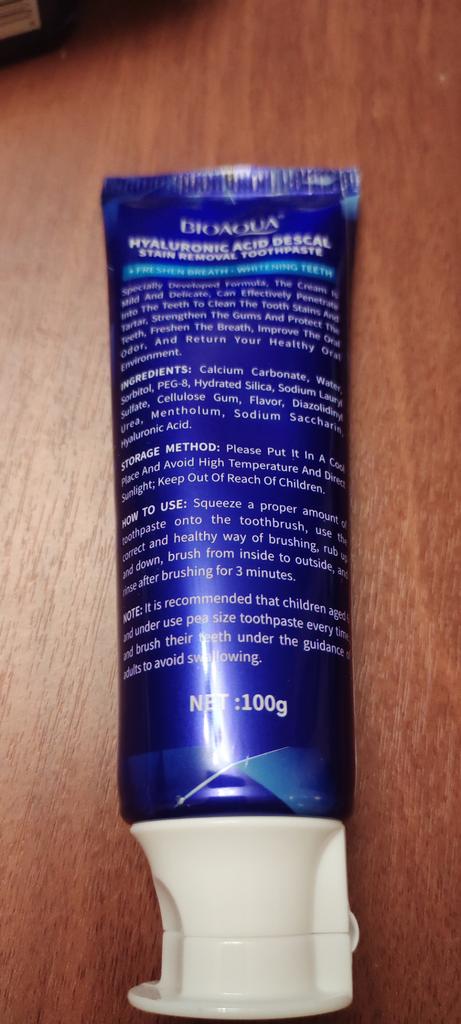 BIOAQUA®
HYALURONIC ACID DESCAL
STAIN REMOVAL TOOTHPASTE
FRESHEN BREATH - WHITENING TEETH
Specially Developed Formula, The Cream Is
Mild And Delicate, Can Effectively Penetrate
Into The Teeth To Clean The Tooth Stains And
Tartar, Strengthen The Gums And Protect The
Teeth, Freshen The Breath, Improve The Oral
Odor, And Return Your Healthy Oral
Environment.
INGREDIENTS: Calcium Carbonate, Water,
Sorbitol, PEG-8, Hydrated Silica, Sodium Lauryl
Sulfate, Cellulose Gum, Flavor, Diazolidinyl
Urea, Mentholum, Sodium Saccharin,
Hyaluronic Acid.
STORAGE METHOD: Please Put It In A Cool
Place And Avoid High Temperature And Direct
Sunlight; Keep Out Of Reach Of Children.
HOW TO USE: Squeeze a proper amount of
toothpaste onto the toothbrush, use the
correct and healthy way of brushing, rub up
and down, brush from inside to outside, and
rinse after brushing for 3 minutes.
NOTE: It is recommended that children aged
and under use pea size toothpaste every time
and brush their teeth under the guidance of
adults to avoid swallowing.
NET :100g